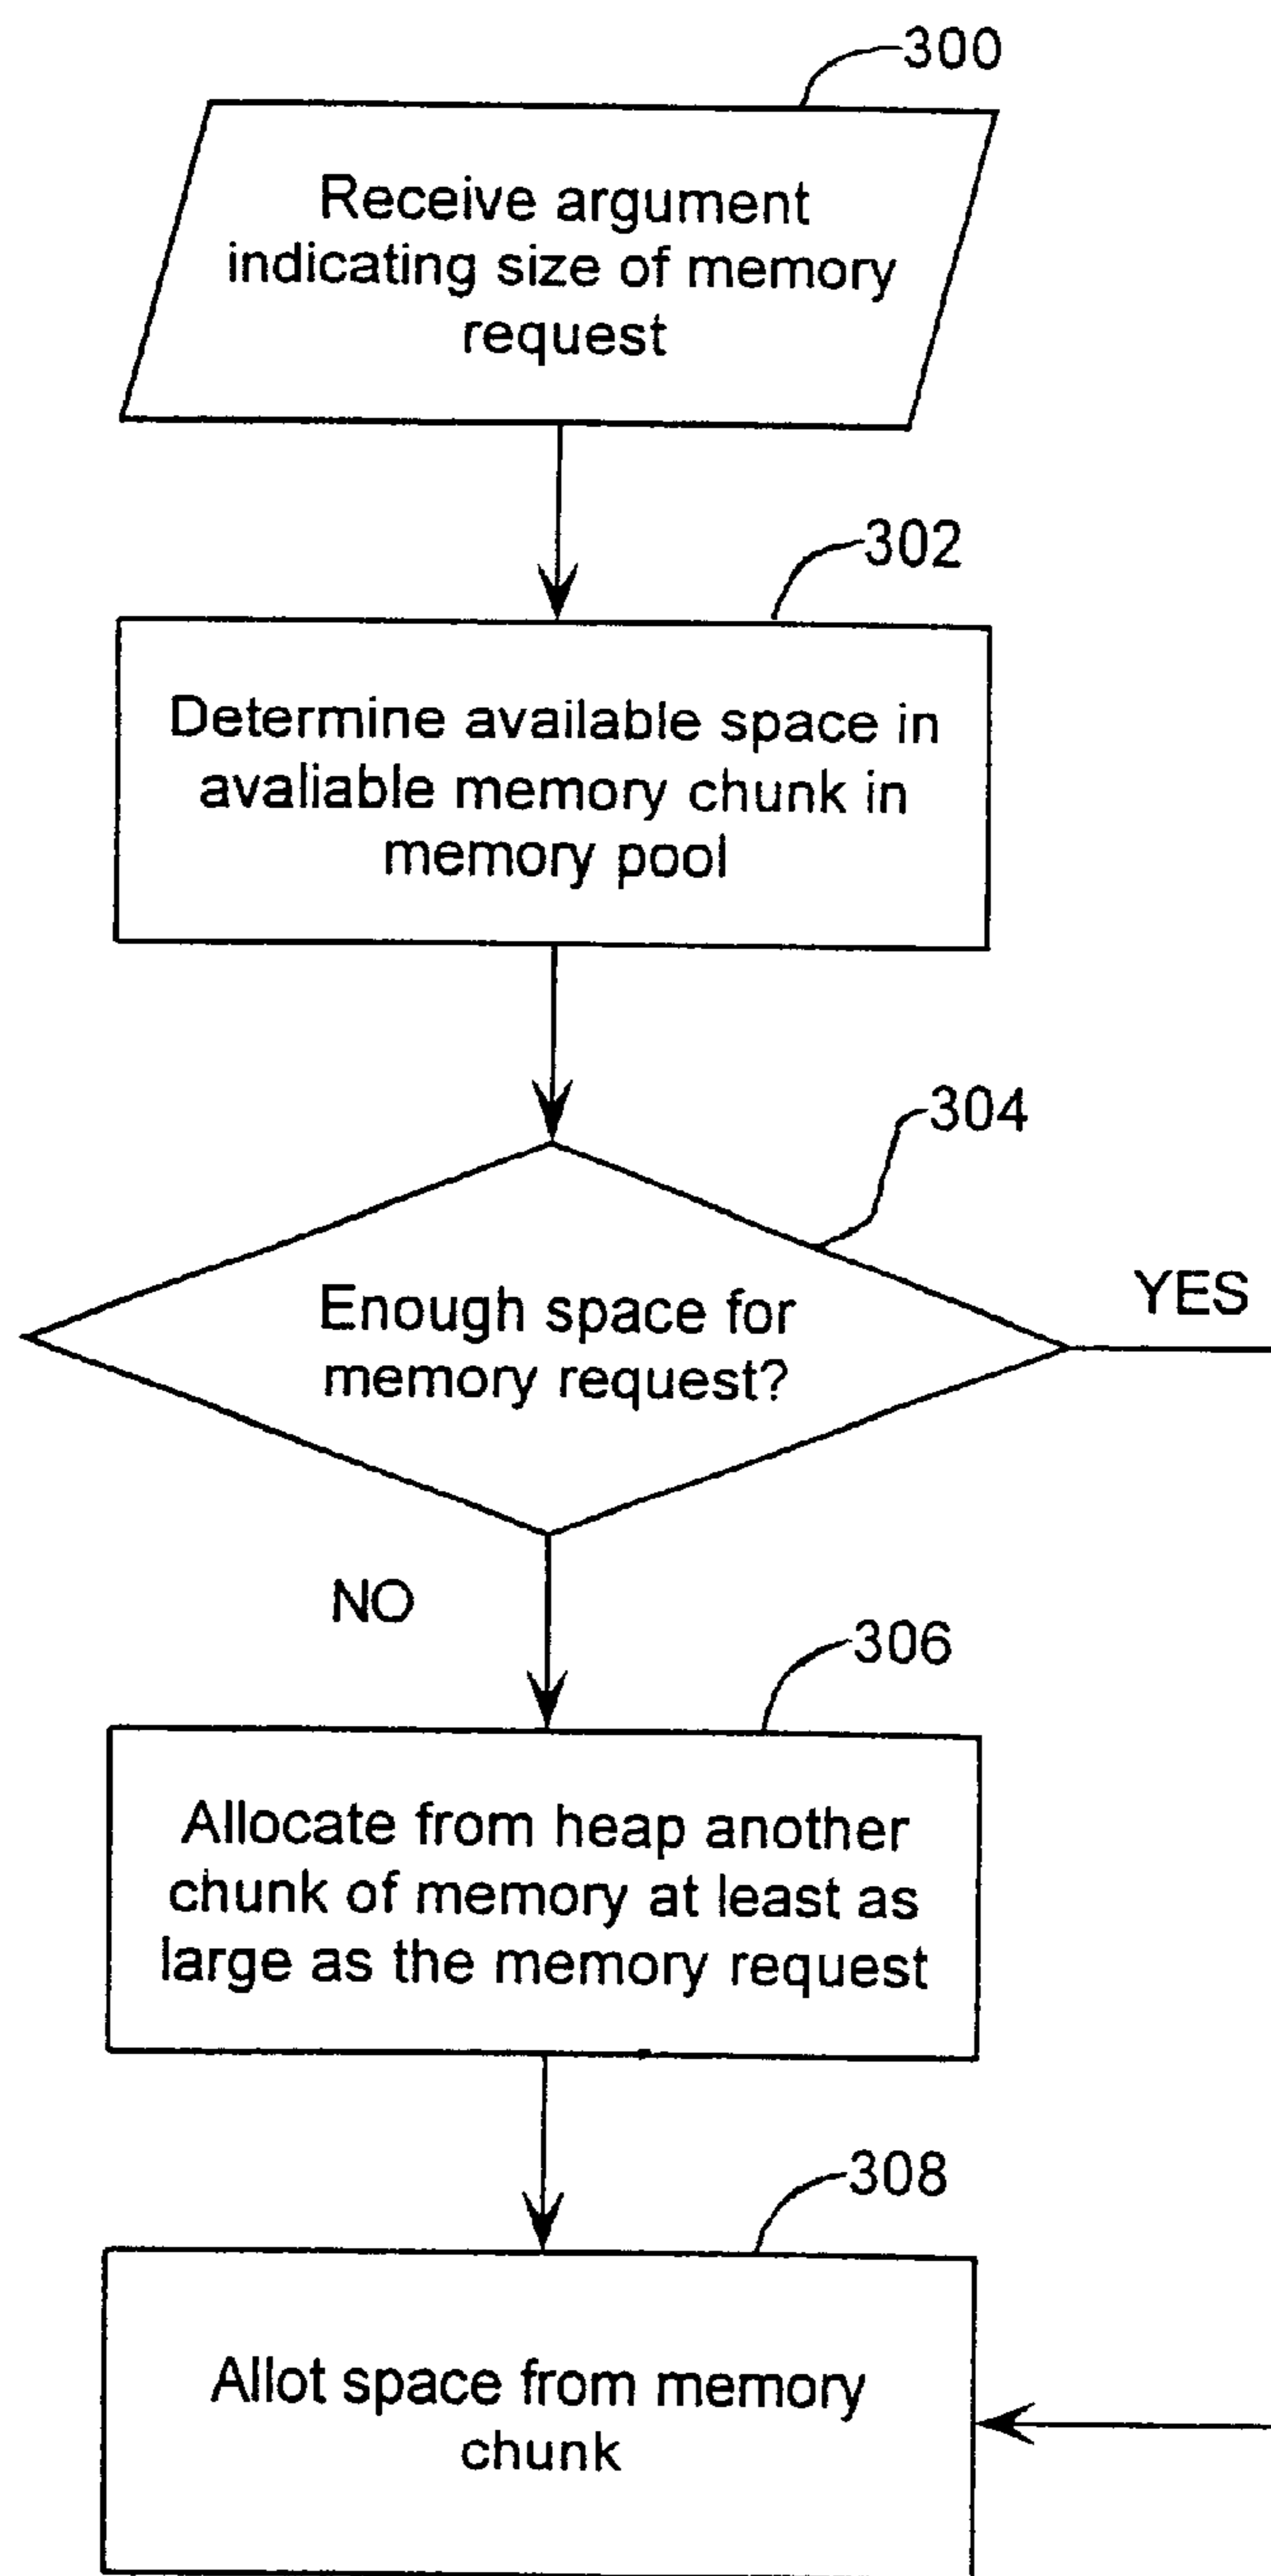 300
Receive argument
indicating size of memory
request
302
Determine available space in
avaliable memory chunk in
memory pool
304
Enough space for
memory request?
YES
NO
306
Allocate from heap another
chunk of memory at least as
large as the memory request
308
Allot space from memory
chunk